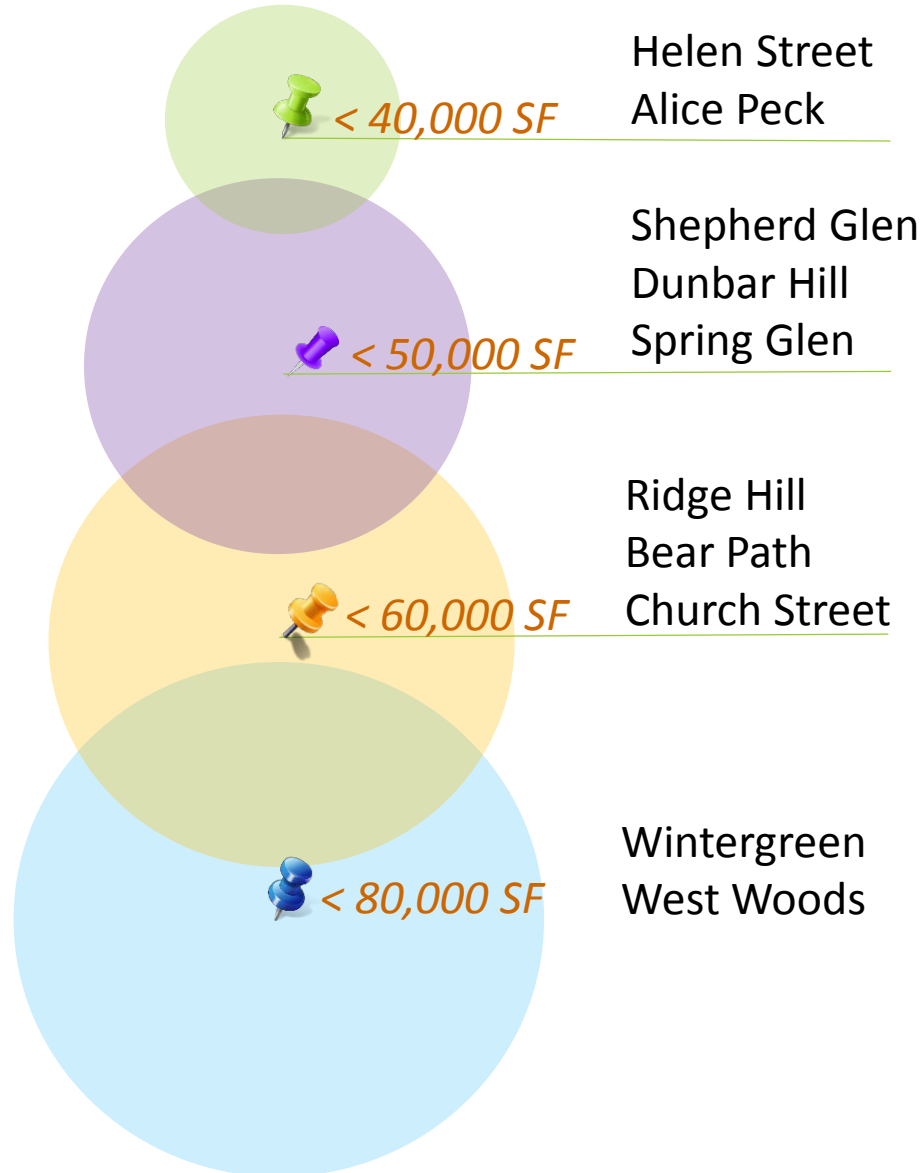 Helen Street
Alice Peck
< 40,000 SF
Shepherd Glen
Dunbar Hill
Spring Glen
< 50,000 SF
Ridge Hill
Bear Path
Church Street
< 60,000 SF
Wintergreen
West Woods
< 80,000 SF